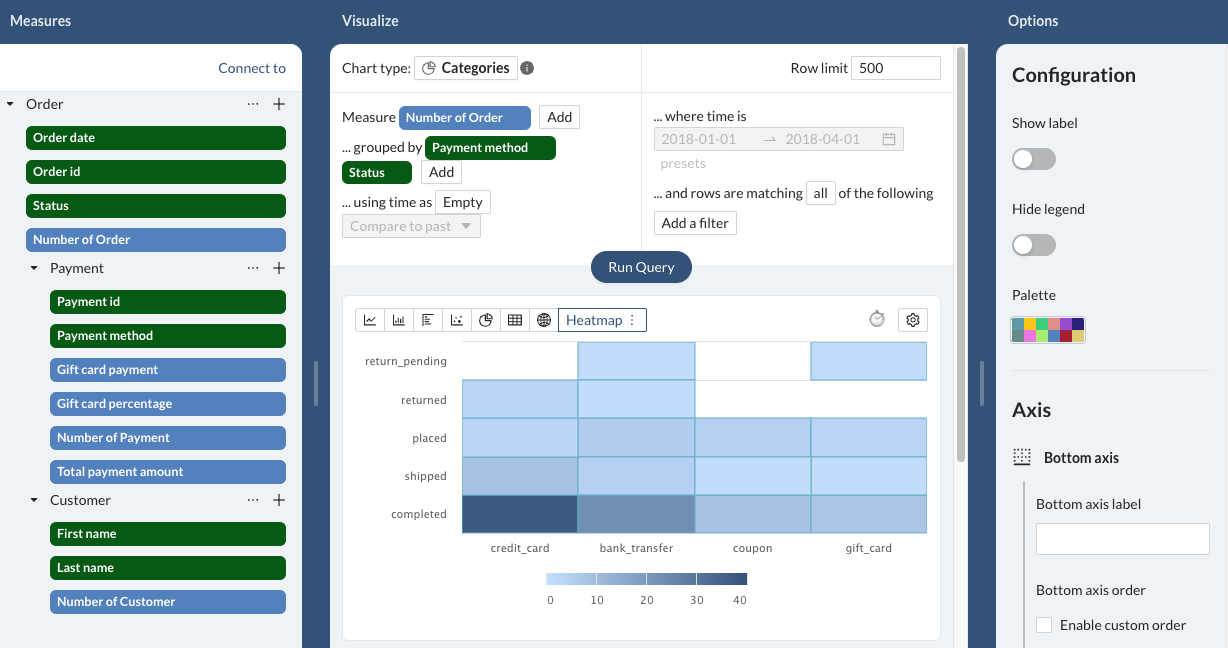 Measures
Connect to
Order
Order date
Order id
Status
Number of Order
Payment
Payment id
Payment method
Gift card payment
Gift card percentage
Number of Payment
Total payment amount
Customer
First name
Last name
Number of Customer
Visualize
Chart type: Categories
Row limit 500
Measure Number of Order Add
... grouped by Payment method
Status Add
... using time as Empty
Compare to past
... where time is
2018-01-01 → 2018-04-01
presets
... and rows are matching all of the following
Add a filter
Run Query
Heatmap
return_pending
returned
placed
shipped
completed
credit_card bank_transfer coupon gift_card
0 10 20 30 40
Options
Configuration
Show label
Hide legend
Palette
Axis
Bottom axis
Bottom axis label
Bottom axis order
Enable custom order